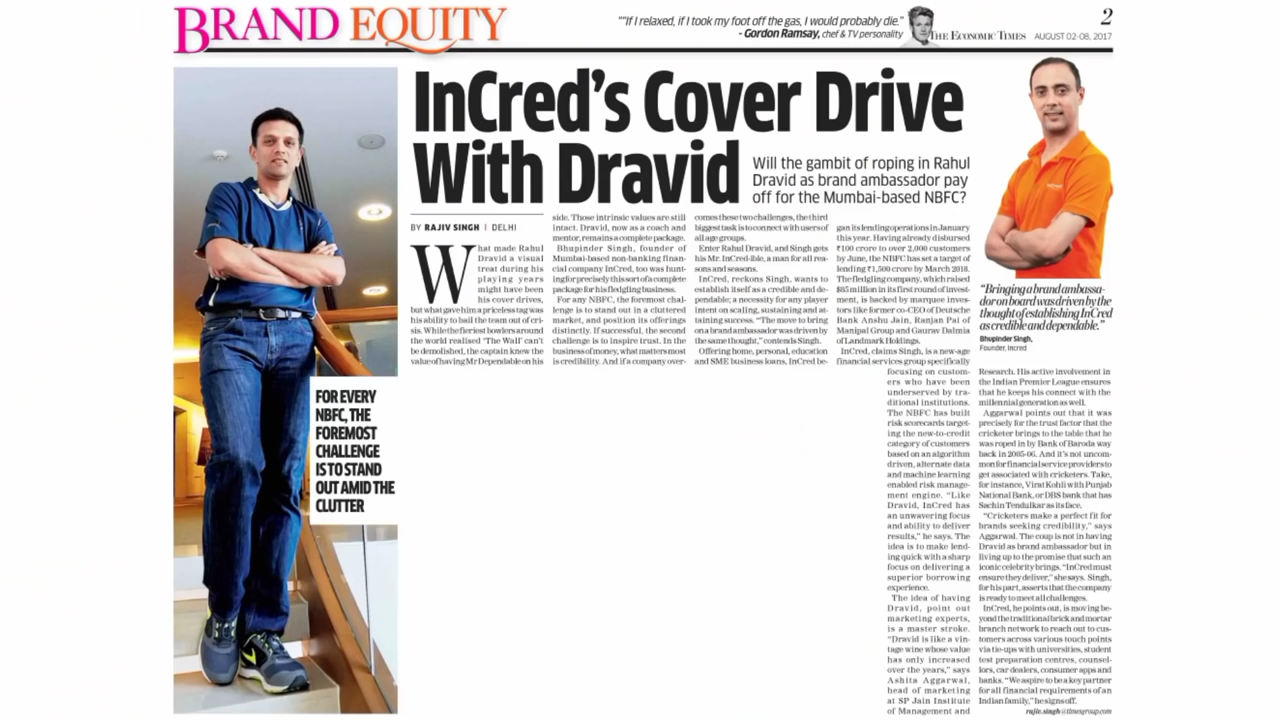 BRAND EQUITY
""If I relaxed, if I took my foot off the gas, I would probably die."
- Gordon Ramsay, chef & TV personality
THE ECONOMIC TIMES
2
AUGUST 02-08, 2017
InCred's Cover Drive
With Dravid
Will the gambit of roping in Rahul
Dravid as brand ambassador pay
off for the Mumbai-based NBFC?
BY RAJIV SINGH | DELHI
What made Rahul
Dravid a visual
treat during his
playing years
might have been
his cover drives,
but what gave him a priceless tag was
his ability to bail the team out of cri-
sis. While the fieriest bowlers around
the world realised 'The Wall' can't
be demolished, the captain knew the
value of having Mr Dependable on his
side. Those intrinsic values are still
intact. Dravid, now as a coach and
mentor, remains a complete package.
Bhupinder Singh, founder of
Mumbai-based non-banking finan-
cial company InCred, too was hunt-
ing for precisely this sort of a complete
package for his fledgling business.
For any NBFC, the foremost chal-
lenge is to stand out in a cluttered
market, and position its offerings
distinctly. If successful, the second
challenge is to inspire trust. In the
business of money, what matters most
is credibility. And if a company over-
comes these two challenges, the third
biggest task is to connect with users of
all age groups.
Enter Rahul Dravid, and Singh gets
his Mr. InCred-ible, a man for all rea-
sons and seasons.
InCred, reckons Singh, wants to
establish itself as a credible and de-
pendable; a necessity for any player
intent on scaling, sustaining and at-
taining success. "The move to bring
on a brand ambassador was driven by
the same thought," contends Singh.
Offering home, personal, education
and SME business loans, InCred be-
gan its lending operations in January
this year. Having already disbursed
₹100 crore to over 2,000 customers
by June, the NBFC has set a target of
lending ₹1,500 crore by March 2018.
The fledgling company, which raised
$65 million in its first round of invest-
ment, is backed by marquee inves-
tors like former co-CEO of Deutsche
Bank Anshu Jain, Ranjan Pai of
Manipal Group and Gaurav Dalmia
of Landmark Holdings.
InCred, claims Singh, is a new-age
financial services group specifically
focusing on custom-
ers who have been
underserved by tra-
ditional institutions.
The NBFC has built
risk scorecards target-
ing the new-to-credit
category of customers
based on an algorithm
driven, alternate data
and machine learning
enabled risk manage-
ment engine. "Like
Dravid, InCred has
an unwavering focus
and ability to deliver
results," he says. The
idea is to make lend-
ing quick with a sharp
focus on delivering a
superior borrowing
experience.
The idea of having
Dravid, point out
marketing experts,
is a master stroke.
"Dravid is like a vin-
tage wine whose value
has only increased
over the years," says
Ashita Aggarwal,
head of marketing
at SP Jain Institute
of Management and
"Bringing a brand ambassa-
dor on board was driven by the
thought of establishing InCred
as credible and dependable."
Bhupinder Singh,
Founder, Incred
Research. His active involvement in
the Indian Premier League ensures
that he keeps his connect with the
millennial generation as well.
Aggarwal points out that it was
precisely for the trust factor that the
cricketer brings to the table that he
was roped in by Bank of Baroda way
back in 2005-06. And it's not uncom-
mon for financial service providers to
get associated with cricketers. Take,
for instance, Virat Kohli with Punjab
National Bank, or DBS bank that has
Sachin Tendulkar as its face.
"Cricketers make a perfect fit for
brands seeking credibility," says
Aggarwal. The coup is not in having
Dravid as brand ambassador but in
living up to the promise that such an
iconic celebrity brings. "InCred must
ensure they deliver," she says. Singh,
for his part, asserts that the company
is ready to meet all challenges.
InCred, he points out, is moving be-
yond the traditional brick and mortar
branch network to reach out to cus-
tomers across various touch points
via tie-ups with universities, student
test preparation centres, counsel-
lors, car dealers, consumer apps and
banks. "We aspire to be a key partner
for all financial requirements of an
Indian family," he signs off.
rajiv.singh@timesgroup.com
FOR EVERY
NBFC, THE
FOREMOST
CHALLENGE
IS TO STAND
OUT AMID THE
CLUTTER